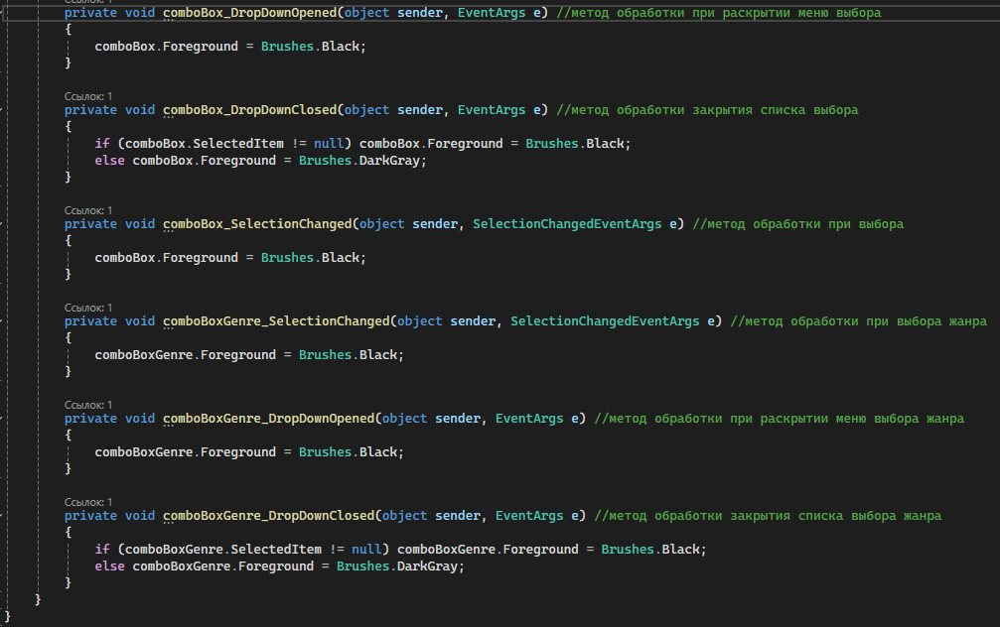 private void comboBox_DropDownOpened(object sender, EventArgs e) //метод обработки при раскрытии меню выбора
{
comboBox.Foreground = Brushes.Black;
}
Ссылок: 1
private void comboBox_DropDownClosed(object sender, EventArgs e) //метод обработки закрытия списка выбора
{
if (comboBox.SelectedItem != null) comboBox.Foreground = Brushes.Black;
else comboBox.Foreground = Brushes.DarkGray;
}
Ссылок: 1
private void comboBox_SelectionChanged(object sender, SelectionChangedEventArgs e) //метод обработки при выбора
{
comboBox.Foreground = Brushes.Black;
}
Ссылок: 1
private void comboBoxGenre_SelectionChanged(object sender, SelectionChangedEventArgs e) //метод обработки при выбора жанра
{
comboBoxGenre.Foreground = Brushes.Black;
}
Ссылок: 1
private void comboBoxGenre_DropDownOpened(object sender, EventArgs e) //метод обработки при раскрытии меню выбора жанра
{
comboBoxGenre.Foreground = Brushes.Black;
}
Ссылок: 1
private void comboBoxGenre_DropDownClosed(object sender, EventArgs e) //метод обработки закрытия списка выбора жанра
{
if (comboBoxGenre.SelectedItem != null) comboBoxGenre.Foreground = Brushes.Black;
else comboBoxGenre.Foreground = Brushes.DarkGray;
}
}
}